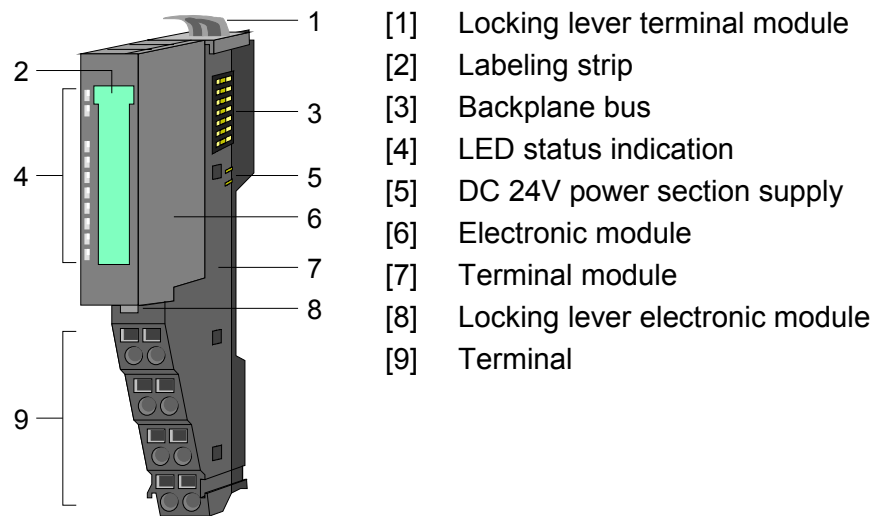 1
2
3
4
5
6
7
8
9
[1] Locking lever terminal module
[2] Labeling strip
[3] Backplane bus
[4] LED status indication
[5] DC 24V power section supply
[6] Electronic module
[7] Terminal module
[8] Locking lever electronic module
[9] Terminal